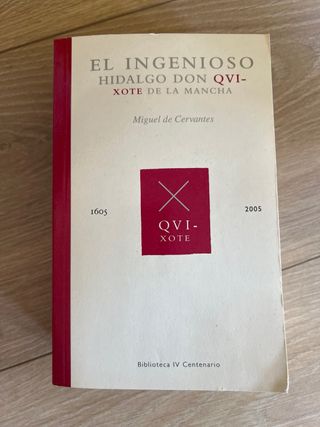 EL INGENIOSO
HIDALGO DON QVI-
XOTE DE LA MANCHA
Miguel de Cervantes
1605
2005
QVI-
XOTE
Biblioteca IV Centenario